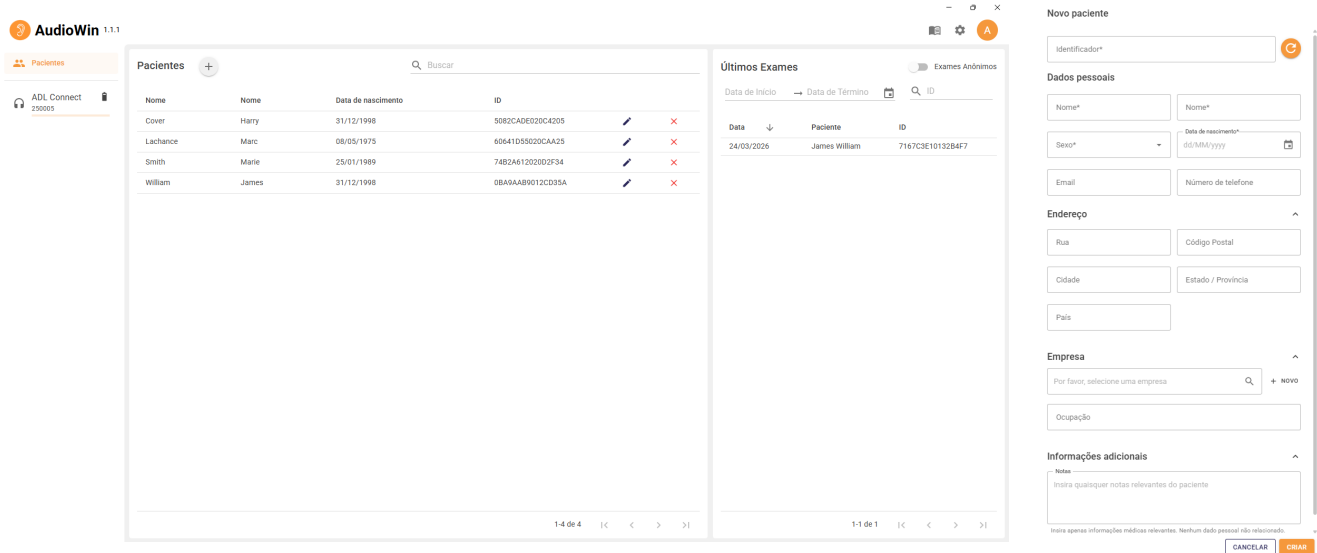 AudioWin 1.1.1
A
Pacientes
ADL Connect
250005
Pacientes
Buscar
Nome Nome Data de nascimento ID
Cover Harry 31/12/1998 5082CADE020C4205
Lachance Marc 08/05/1975 60641D55020CAA25
Smith Marie 25/01/1989 74B2A612020D2F34
William James 31/12/1998 0BA9AAB9012CD35A
1-4 de 4
Últimos Exames
Exames Anônimos
Data de Início Data de Término ID
Data Paciente ID
24/03/2026 James William 7167C3E10132B4F7
1-1 de 1
Novo paciente
Identificador*
Dados pessoais
Nome* Nome*
Sexo* Data de nascimento* dd/MM/yyyy
Email Número de telefone
Endereço
Rua Código Postal
Cidade Estado / Província
País
Empresa
Por favor, selecione uma empresa + NOVO
Ocupação
Informações adicionais
Notas
Insira quaisquer notas relevantes do paciente
Insira apenas informações médicas relevantes. Nenhum dado pessoal não relacionado.
CANCELAR CRIAR